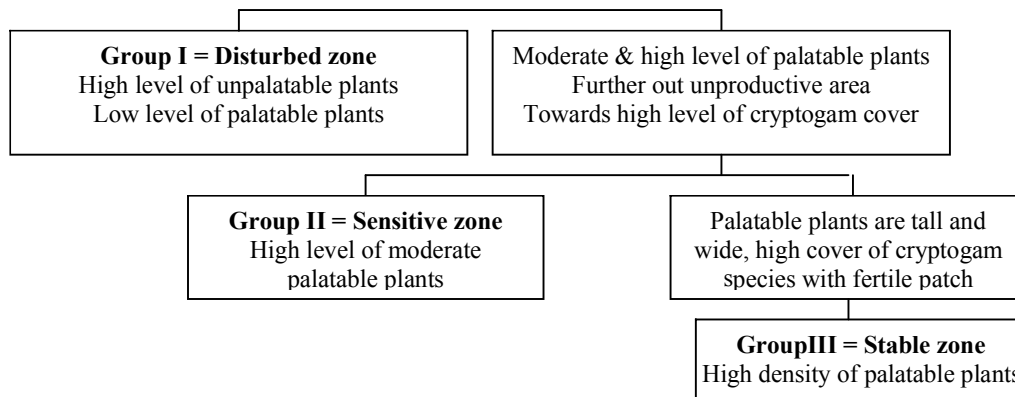 Group I = Disturbed zone
High level of unpalatable plants
Low level of palatable plants
Moderate & high level of palatable plants
Further out unproductive area
Towards high level of cryptogam cover
Group II = Sensitive zone
High level of moderate
palatable plants
Palatable plants are tall and
wide, high cover of cryptogam
species with fertile patch
GroupIII = Stable zone
High density of palatable plants